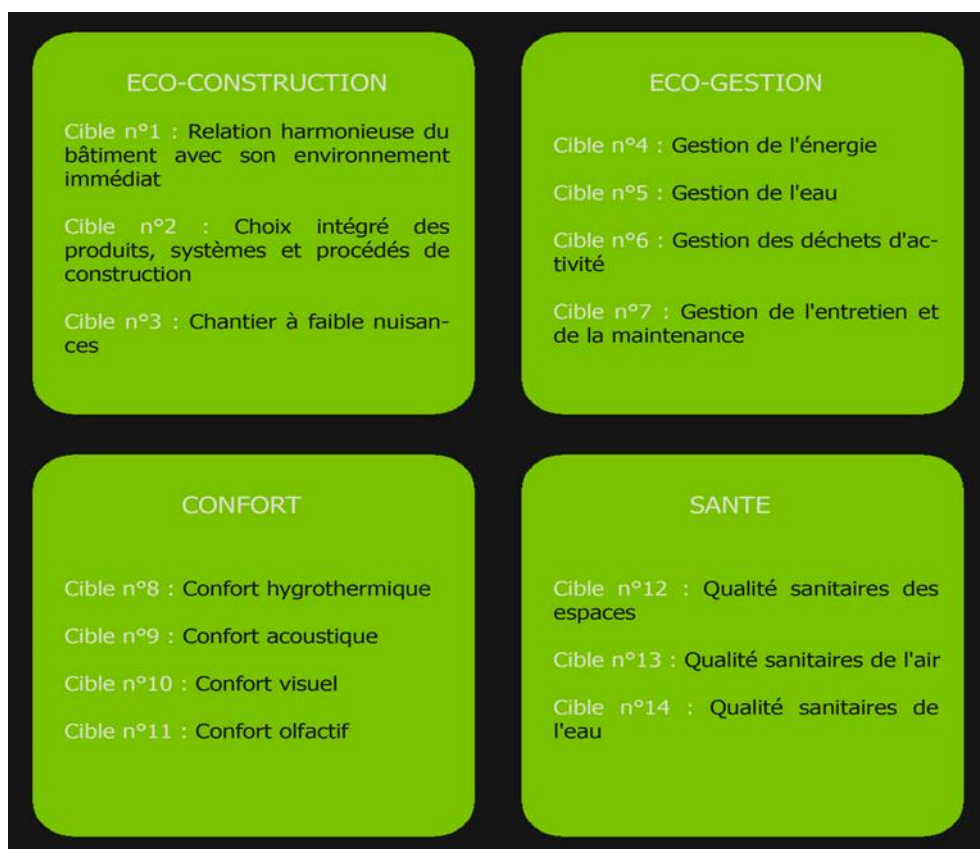 ECO-CONSTRUCTION
Cible n°1 : Relation harmonieuse du
bâtiment avec son environnement
immédiat
Cible n°2 : Choix intégré des
produits, systèmes et procédés de
construction
Cible n°3 : Chantier à faible nuisan-
ces
ECO-GESTION
Cible n°4 : Gestion de l'énergie
Cible n°5 : Gestion de l'eau
Cible n°6 : Gestion des déchets d'ac-
tivité
Cible n°7 : Gestion de l'entretien et
de la maintenance
CONFORT
Cible n°8 : Confort hygrothermique
Cible n°9 : Confort acoustique
Cible n°10 : Confort visuel
Cible n°11 : Confort olfactif
SANTE
Cible n°12 : Qualité sanitaires des
espaces
Cible n°13 : Qualité sanitaires de l'air
Cible n°14 : Qualité sanitaires de
l'eau